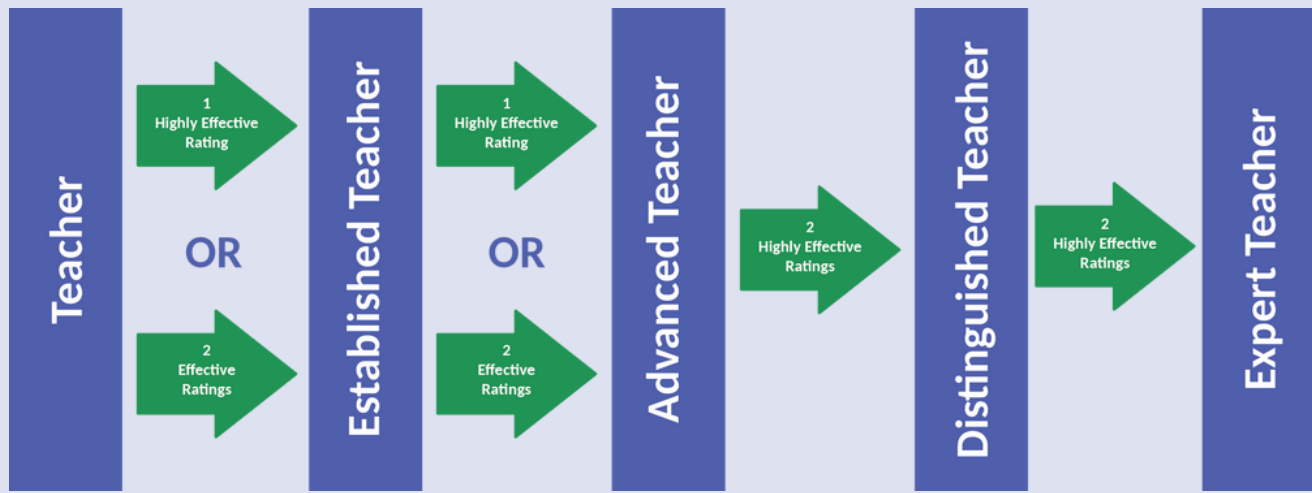 Teacher
1
Highly Effective
Rating
OR
2
Effective
Ratings
Established Teacher
1
Highly Effective
Rating
OR
2
Effective
Ratings
Advanced Teacher
2
Highly Effective
Ratings
Distinguished Teacher
2
Highly Effective
Ratings
Expert Teacher